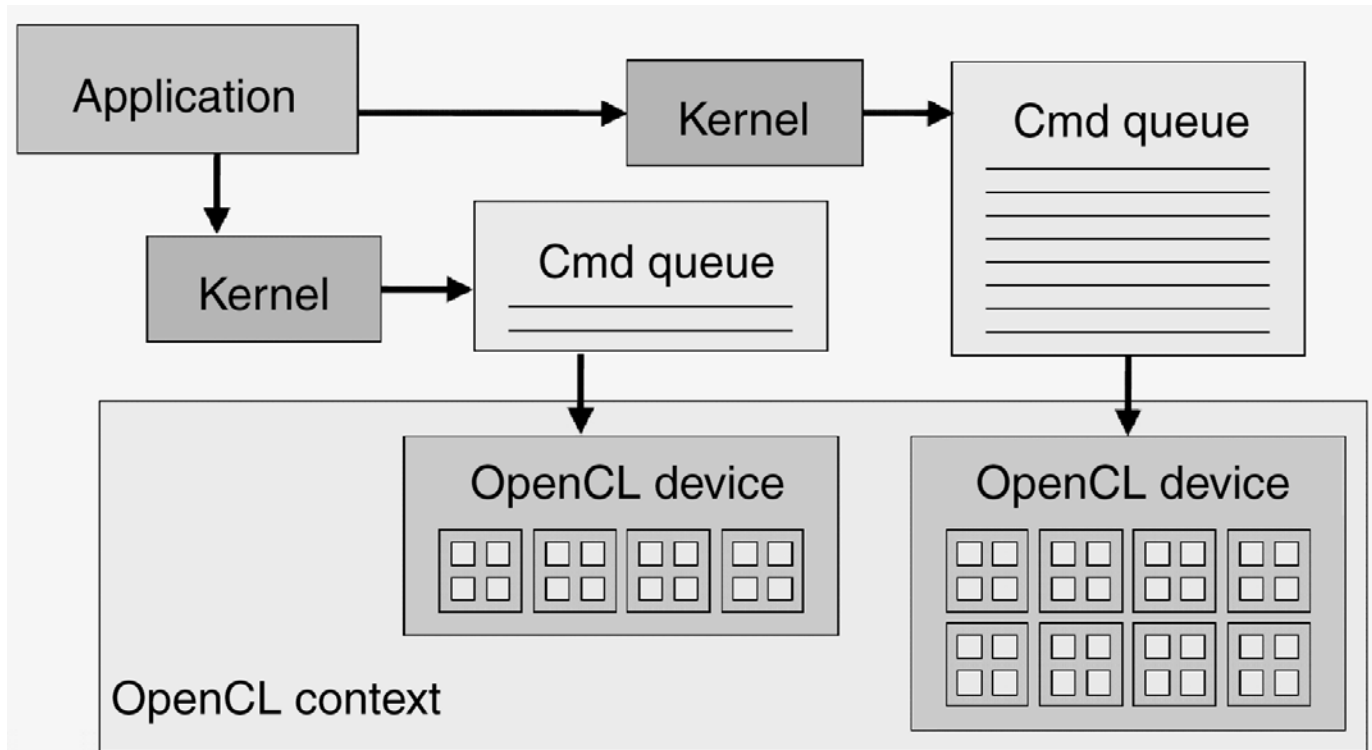 Application
Kernel
Cmd queue
Kernel
Cmd queue
OpenCL device
OpenCL device
OpenCL context